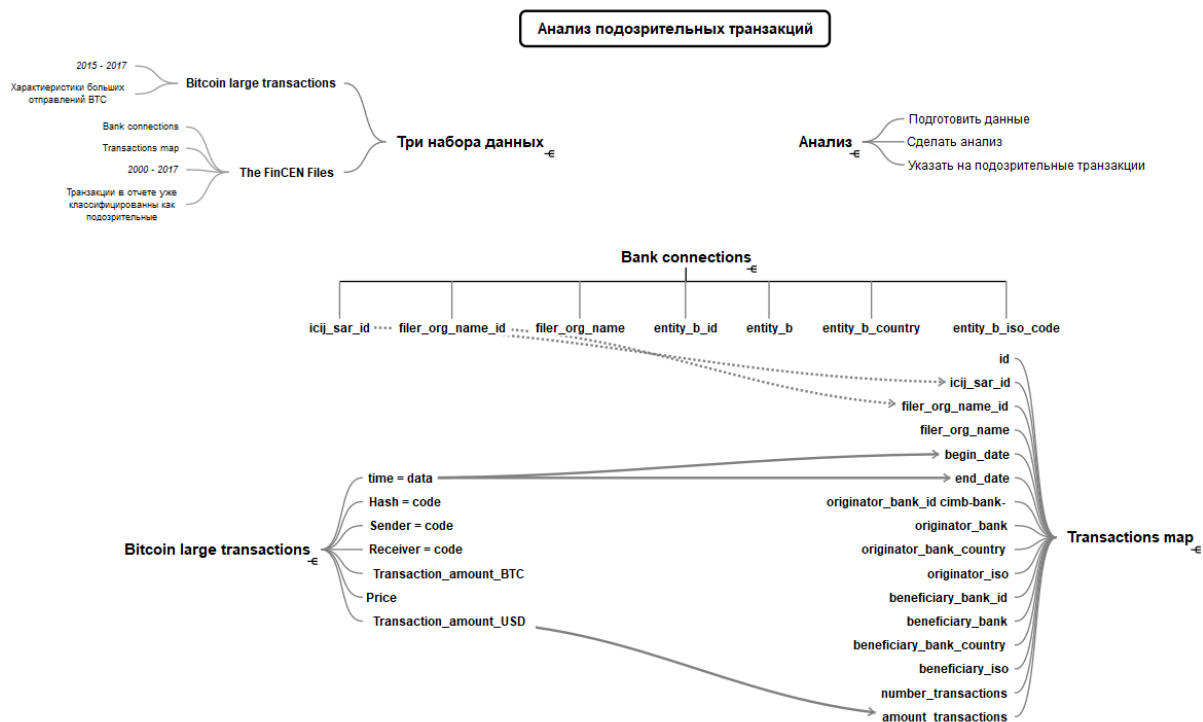 Анализ подозрительных транзакций
2015 - 2017
Характиеристики больших
отправлений BTC
Bitcoin large transactions
Bank connections
Transactions map
2000 - 2017
Транзакции в отчете уже
классифицированны как
подозрительные
The FinCEN Files
Три набора данных
Анализ
Подготовить данные
Сделать анализ
Указать на подозрительные транзакции
Bank connections
icij_sar_id
filer_org_name_id
filer_org_name
entity_b_id
entity_b
entity_b_country
entity_b_iso_code
Bitcoin large transactions
time = data
Hash = code
Sender = code
Receiver = code
Transaction_amount_BTC
Price
Transaction_amount_USD
id
icij_sar_id
filer_org_name_id
filer_org_name
begin_date
end_date
originator_bank_id cimb-bank-
originator_bank
originator_bank_country
originator_iso
beneficiary_bank_id
beneficiary_bank
beneficiary_bank_country
beneficiary_iso
number_transactions
amount_transactions
Transactions map